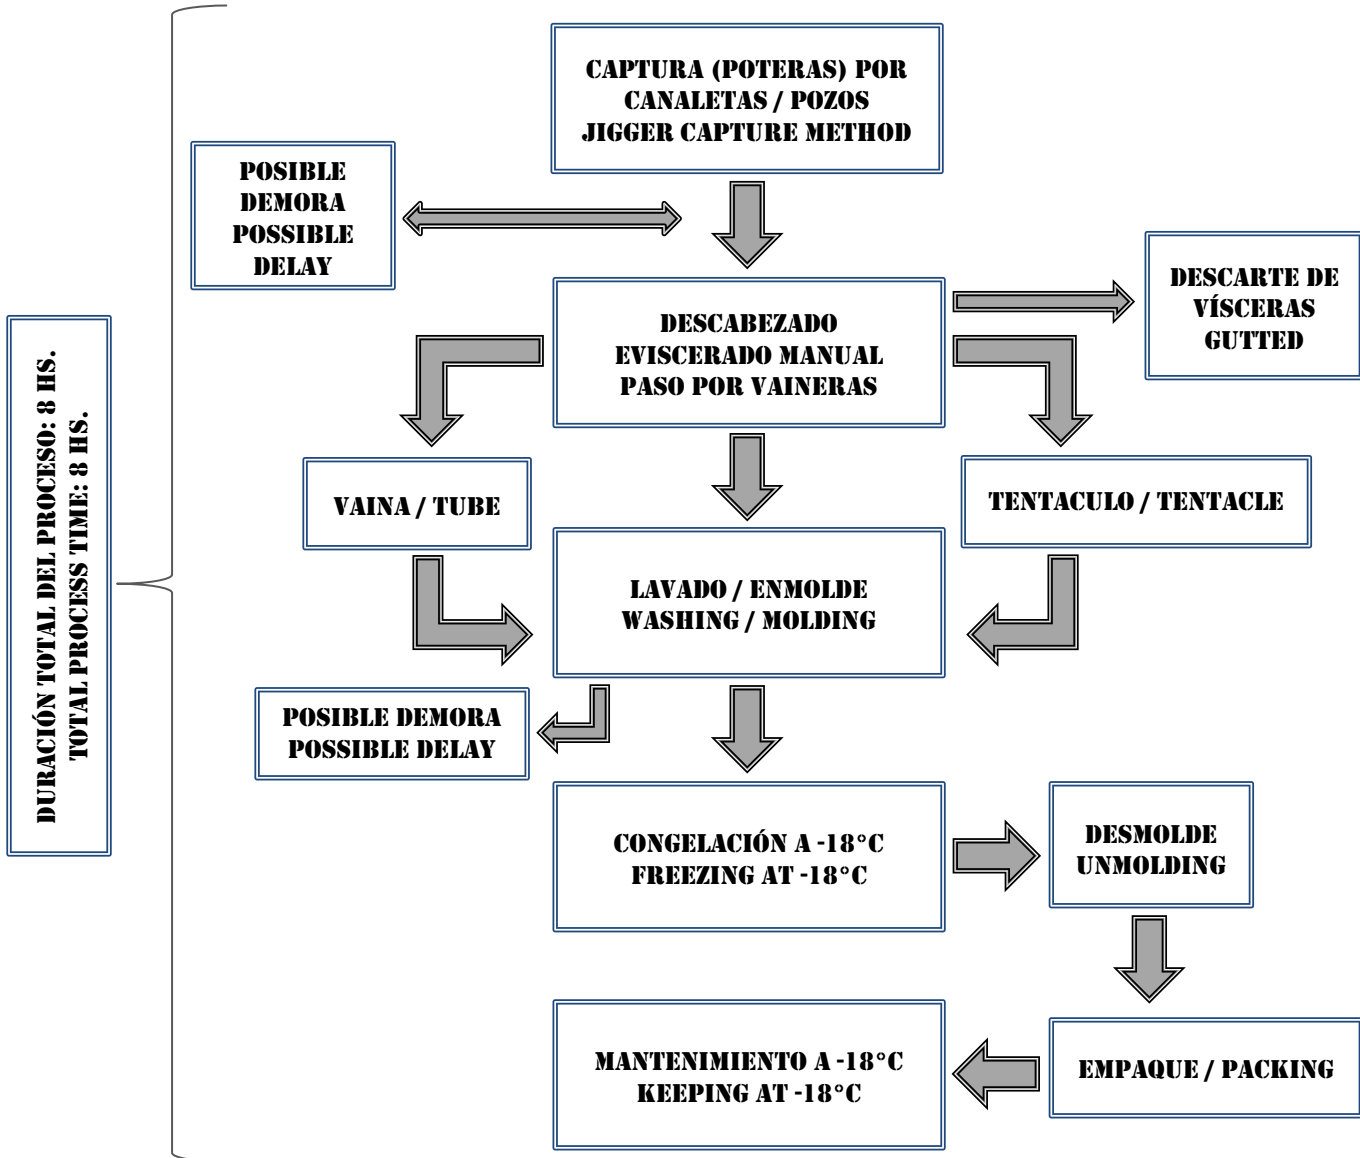 CAPTURA (POTERAS) POR
CANALETAS / POZOS
JIGGER CAPTURE METHOD
POSIBLE
DEMORA
POSSIBLE
DELAY
DESCARTE DE
VÍSCERAS
GUTTED
DESCABEZADO
EVISCERADO MANUAL
PASO POR VAINERAS
DURACIÓN TOTAL DEL PROCESO: 8 HS.
TOTAL PROCESS TIME: 8 HS.
VAINA / TUBE
TENTACULO / TENTACLE
LAVADO / ENMOLDE
WASHING / MOLDING
POSIBLE DEMORA
POSSIBLE DELAY
CONGELACIÓN A -18°C
FREEZING AT -18°C
DESMOLDE
UNMOLDING
MANTENIMIENTO A -18°C
KEEPING AT -18°C
EMPAQUE / PACKING